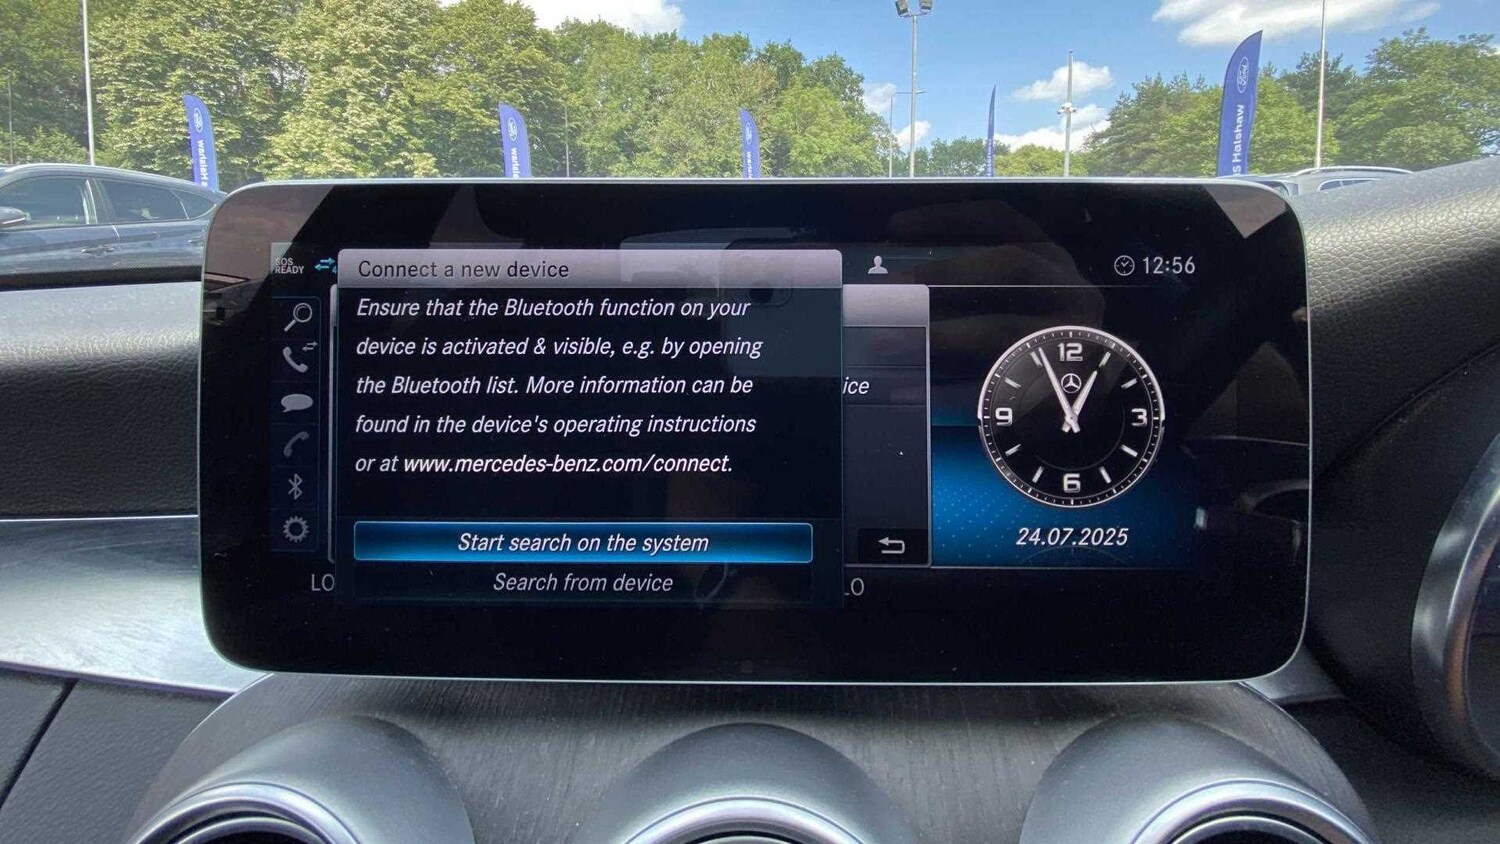 Ford
S Halshaw
SOS
READY
Connect a new device
12:56
Ensure that the Bluetooth function on your
device is activated & visible, e.g. by opening
the Bluetooth list. More information can be
found in the device's operating instructions
or at www.mercedes-benz.com/connect.
ice
12
9
3
6
Start search on the system
24.07.2025
Search from device
LO
LO